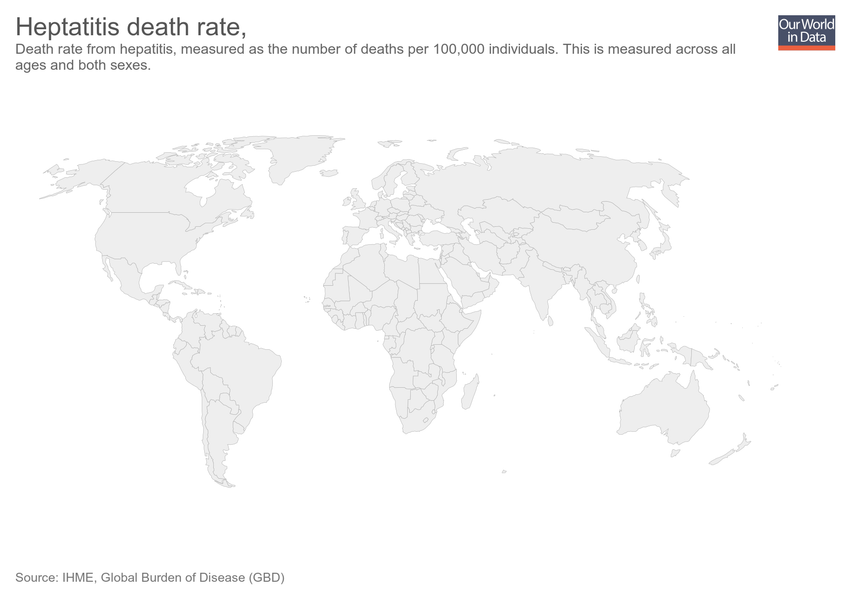 Heptatitis death rate,
Death rate from hepatitis, measured as the number of deaths per 100,000 individuals. This is measured across all
ages and both sexes.
Our World
in Data
Source: IHME, Global Burden of Disease (GBD)